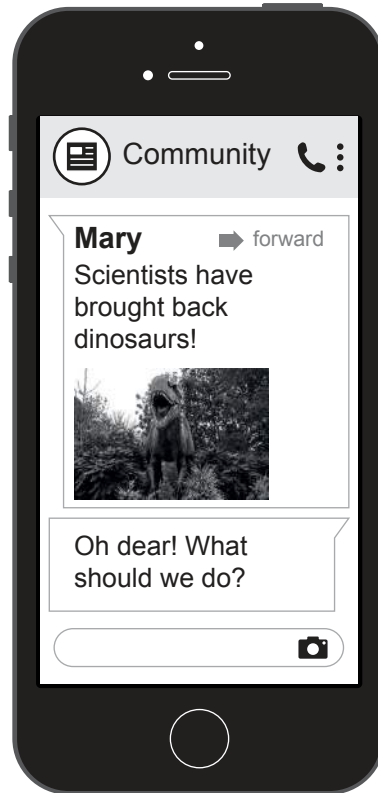 Community
Mary
forward
Scientists have
brought back
dinosaurs!
Oh dear! What
should we do?